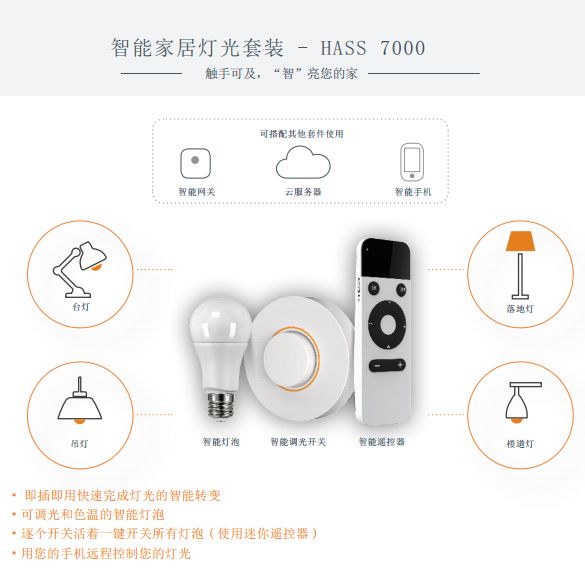 智能家居灯光套装 - HASS 7000
触手可及，“智”亮您的家
可搭配其他套件使用
智能网关 云服务器 智能手机
台灯 落地灯
吊灯 楼道灯
智能灯泡 智能调光开关 智能遥控器
• 即插即用快速完成灯光的智能转变
• 可调光和色温的智能灯泡
• 逐个开关活着一键开关所有灯泡（使用迷你遥控器）
• 用您的手机远程控制您的灯光